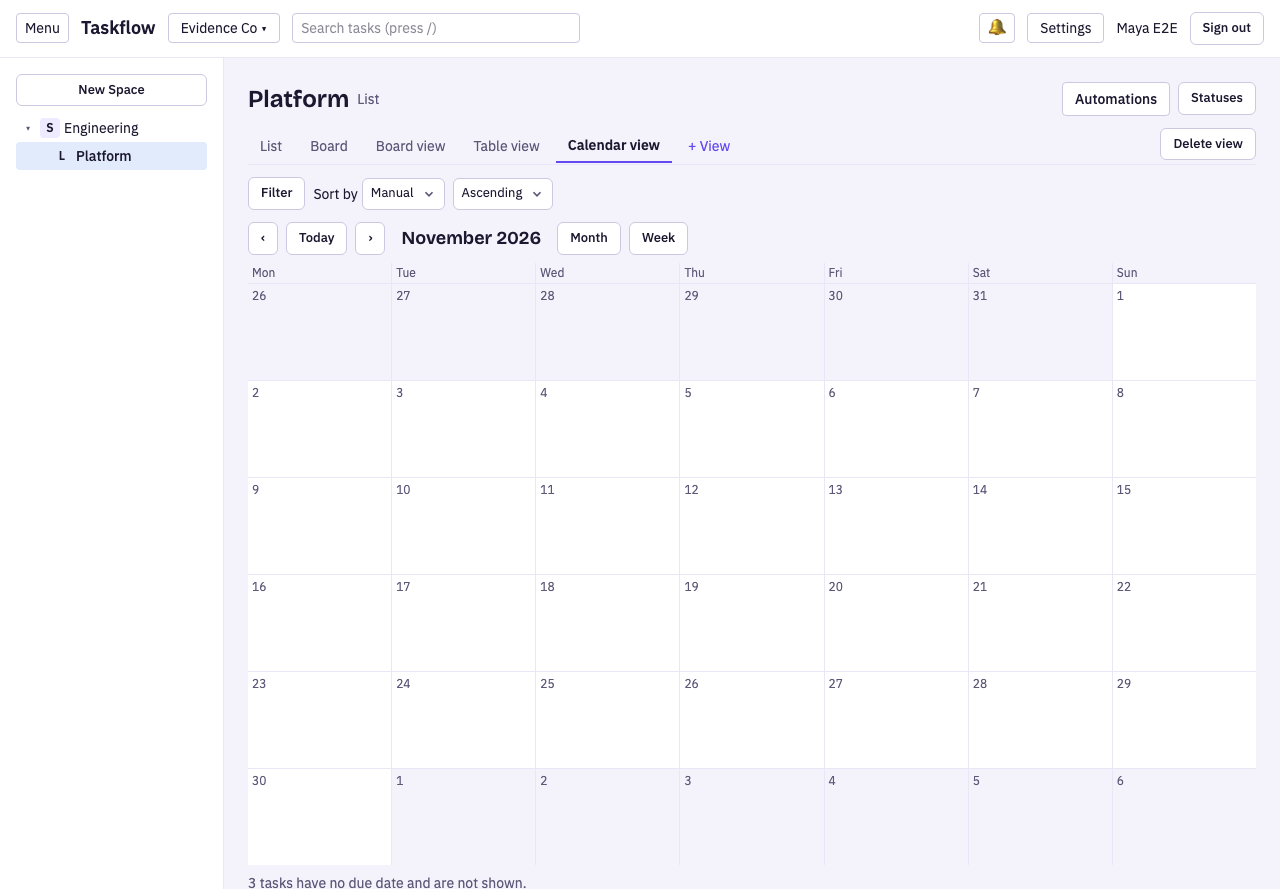 Menu Taskflow Evidence Co ▾ Search tasks (press /) 🔔 Settings Maya E2E Sign out
New Space
▾ S Engineering
L Platform
Platform List Automations Statuses
List Board Board view Table view Calendar view + View Delete view
Filter Sort by Manual Ascending
‹ Today › November 2026 Month Week
Mon Tue Wed Thu Fri Sat Sun
26 27 28 29 30 31 1
2 3 4 5 6 7 8
9 10 11 12 13 14 15
16 17 18 19 20 21 22
23 24 25 26 27 28 29
30 1 2 3 4 5 6
3 tasks have no due date and are not shown.